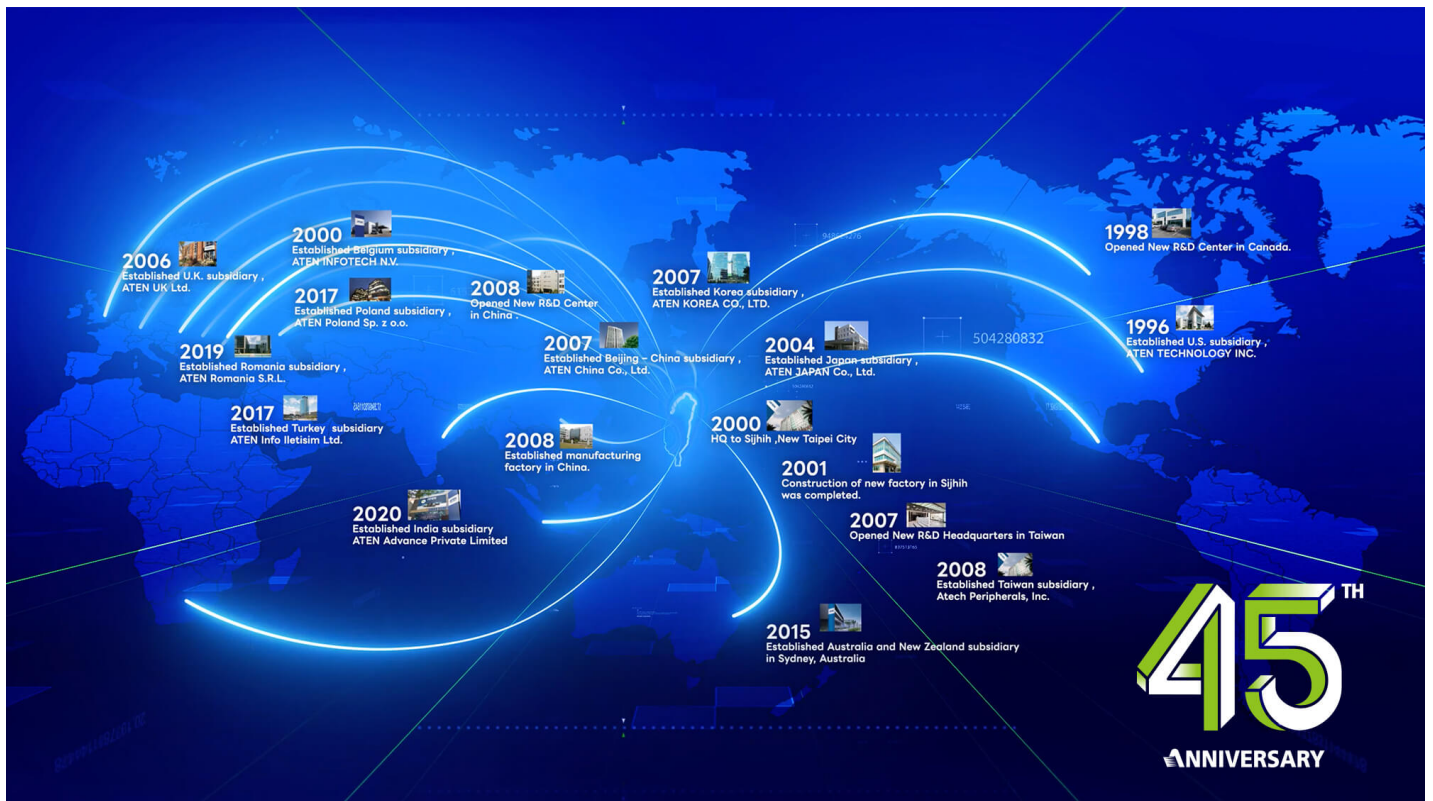 2006
Established U.K. subsidiary ,
ATEN UK Ltd.
2000
Established Belgium subsidiary ,
ATEN INFOTECH N.V.
2017
Established Poland subsidiary ,
ATEN Poland Sp. z o.o.
2019
Established Romania subsidiary ,
ATEN Romania S.R.L.
2017
Established Turkey subsidiary
ATEN Info Iletisim Ltd.
2008
Opened New R&D Center
in China .
2007
Established Beijing – China subsidiary ,
ATEN China Co., Ltd.
2008
Established manufacturing
factory in China.
2020
Established India subsidiary
ATEN Advance Private Limited
2007
Established Korea subsidiary ,
ATEN KOREA CO., LTD.
2004
Established Japan subsidiary ,
ATEN JAPAN Co., Ltd.
2000
HQ to Sijhih ,New Taipei City
2001
Construction of new factory in Sijhih
was completed.
2007
Opened New R&D Headquarters in Taiwan
2008
Established Taiwan subsidiary ,
Atech Peripherals, Inc.
2015
Established Australia and New Zealand subsidiary
in Sydney, Australia
1998
Opened New R&D Center in Canada.
1996
Established U.S. subsidiary ,
ATEN TECHNOLOGY INC.
504280832
45TH
ANNIVERSARY